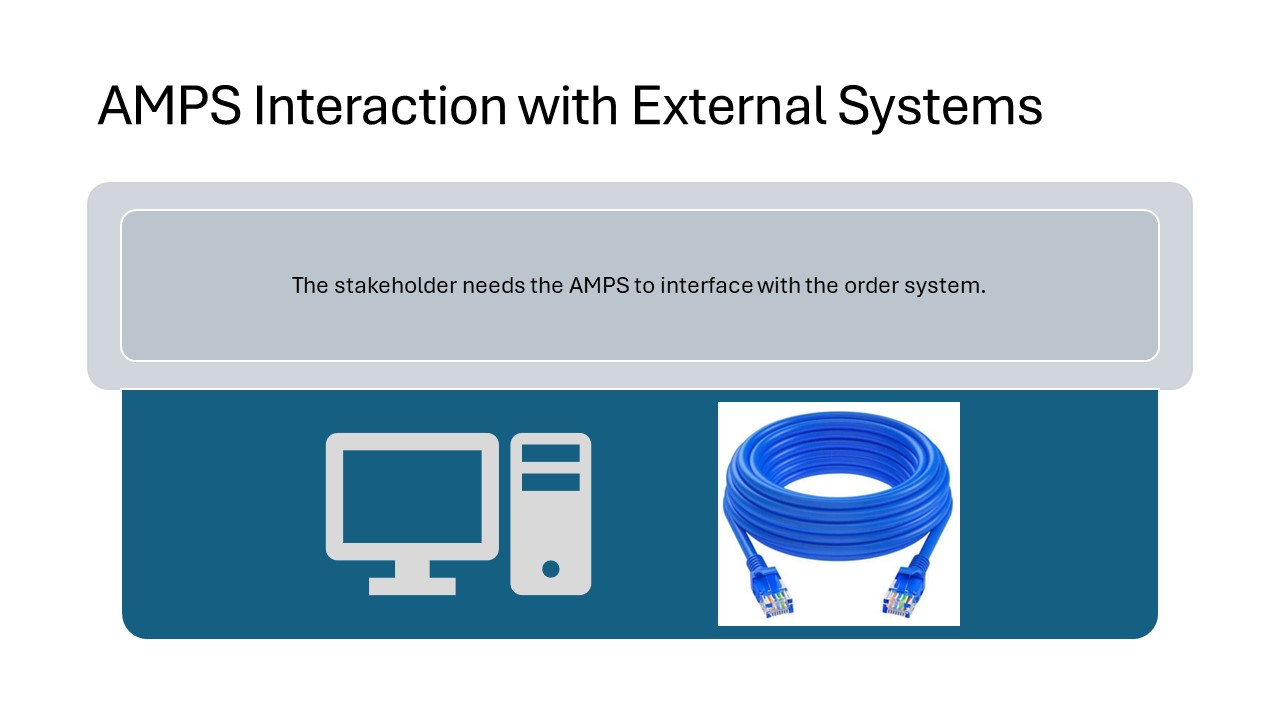 AMPS Interaction with External Systems
The stakeholder needs the AMPS to interface with the order system.